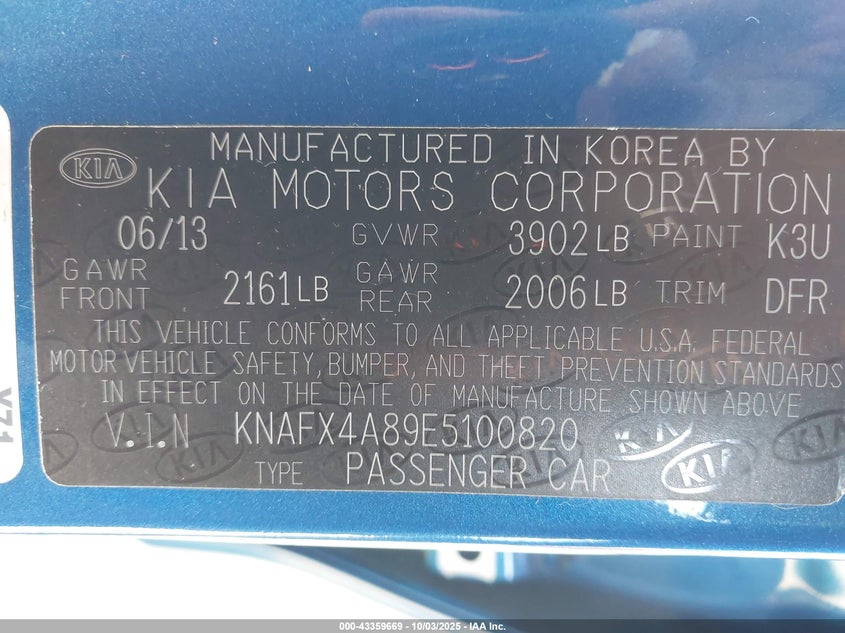 MANUFACTURED IN KOREA BY
KIA KIA MOTORS CORPORATION
06/13 GVWR 3902LB PAINT K3U
GAWR FRONT 2161LB GAWR REAR 2006LB TRIM DFR
THIS VEHICLE CONFORMS TO ALL APPLICABLE U.S.A. FEDERAL
MOTOR VEHICLE SAFETY, BUMPER, AND THEFT PREVENTION STANDARDS
IN EFFECT ON THE DATE OF MANUFACTURE SHOWN ABOVE
V.I.N KNAFX4A89E5100820
TYPE PASSENGER CAR
KIA
X71
000-43359669 - 10/03/2025 - IAA Inc.